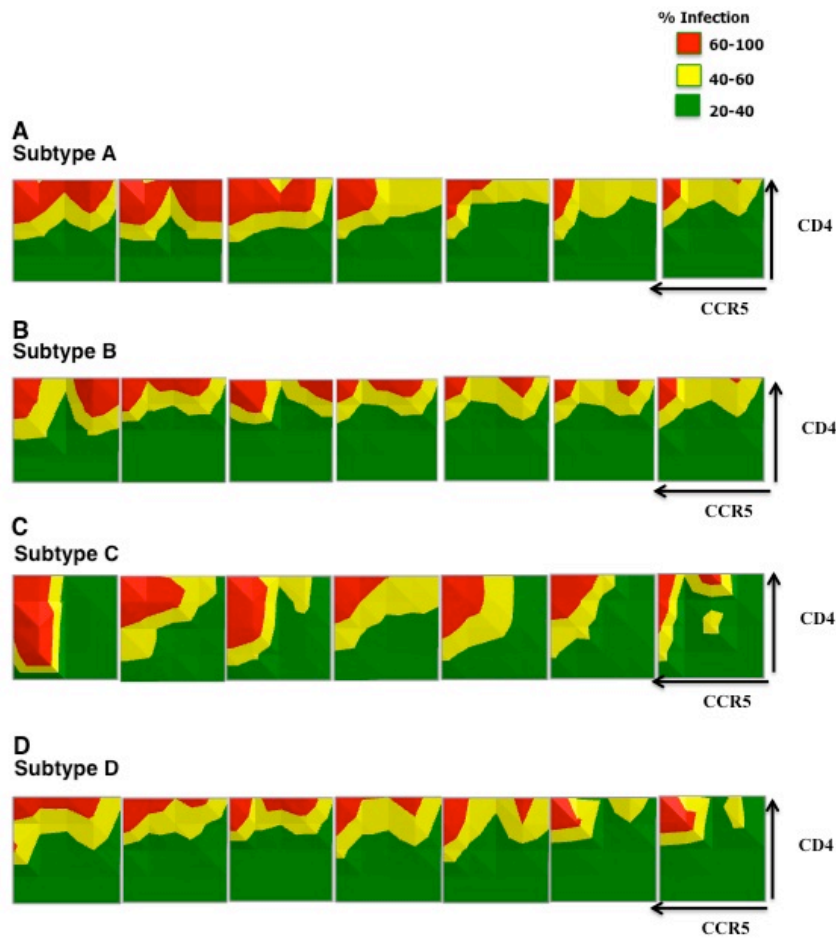 % Infection
60-100
40-60
20-40
A
Subtype A
CD4
CCR5
B
Subtype B
CD4
CCR5
C
Subtype C
CD4
CCR5
D
Subtype D
CD4
CCR5